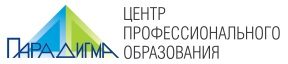 ПАРАДИГМА
ЦЕНТР
ПРОФЕССИОНАЛЬНОГО
ОБРАЗОВАНИЯ